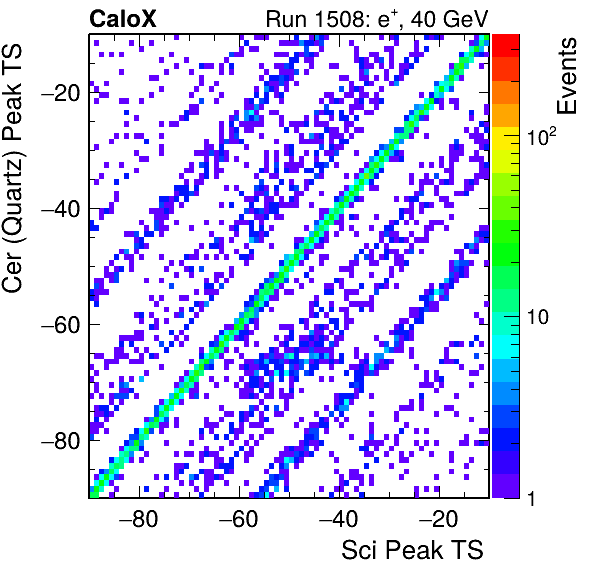 CaloX Run 1508: e⁺, 40 GeV
Cer (Quartz) Peak TS
−20
−40
−60
−80
−80 −60 −40 −20
Sci Peak TS
Events
10²
10
1